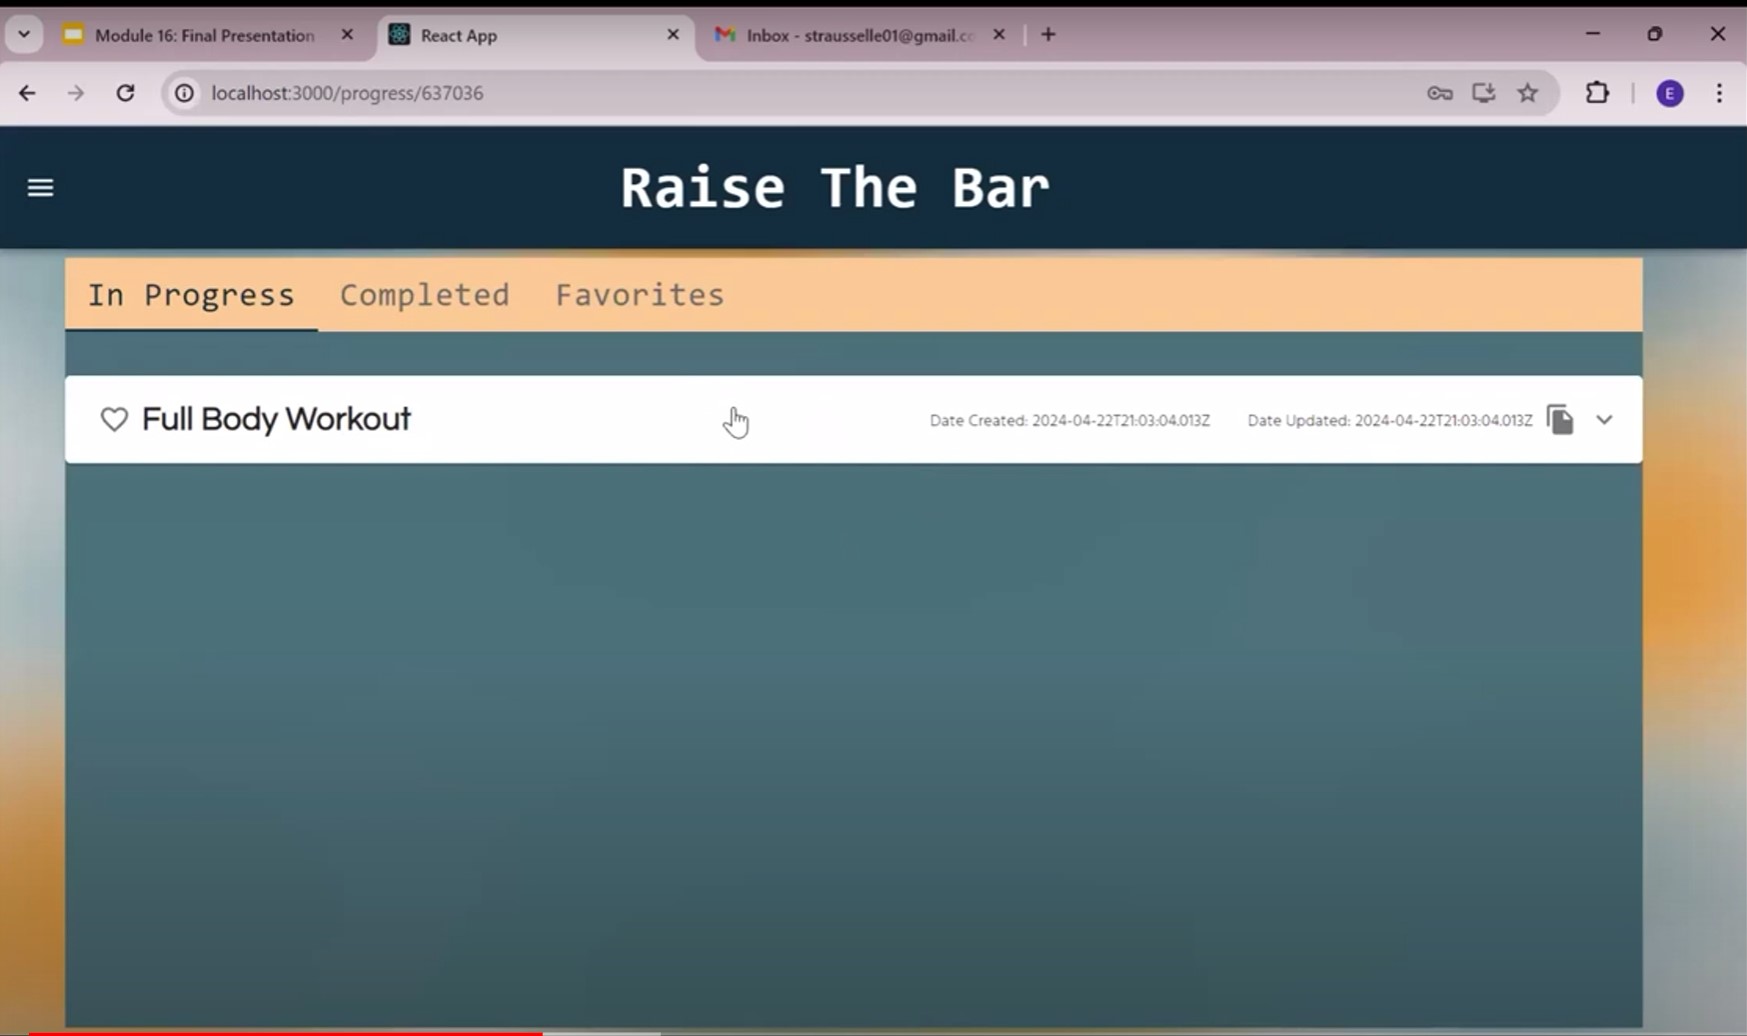 Module 16: Final Presentation
React App
Inbox - strausselle01@gmail.co
localhost:3000/progress/637036
E
Raise The Bar
In Progress Completed Favorites
Full Body Workout Date Created: 2024-04-22T21:03:04.013Z Date Updated: 2024-04-22T21:03:04.013Z